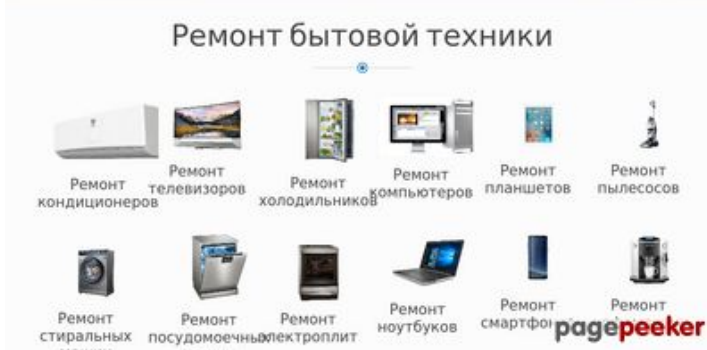 Ремонт бытовой техники
Ремонт
кондиционеров
Ремонт
телевизоров
Ремонт
холодильников
Ремонт
компьютеров
Ремонт
планшетов
Ремонт
пылесосов
Ремонт
стиральных
Ремонт
посудомоечных
Ремонт
электроплит
Ремонт
ноутбуков
Ремонт
Ремонт
pagepeeker